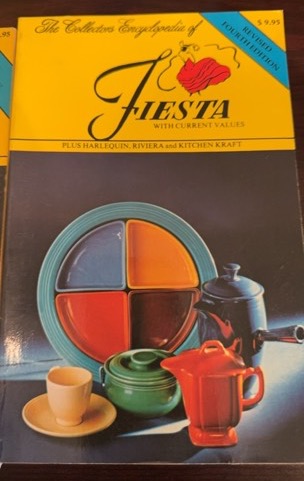 The Collectors Encyclopedia of
$9.95
REVISED
FOURTH EDITION
FIESTA
WITH CURRENT VALUES
PLUS HARLEQUIN, RIVIERA and KITCHEN KRAFT
.95